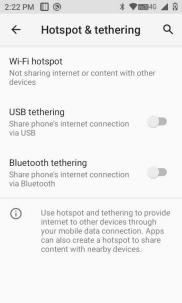 2:22 PM
4G
Hotspot & tethering
Wi-Fi hotspot
Not sharing internet or content with other
devices
USB tethering
Share phone's internet connection
via USB
Bluetooth tethering
Share phone's internet connection
via Bluetooth
Use hotspot and tethering to provide
internet to other devices through
your mobile data connection. Apps
can also create a hotspot to share
content with nearby devices.